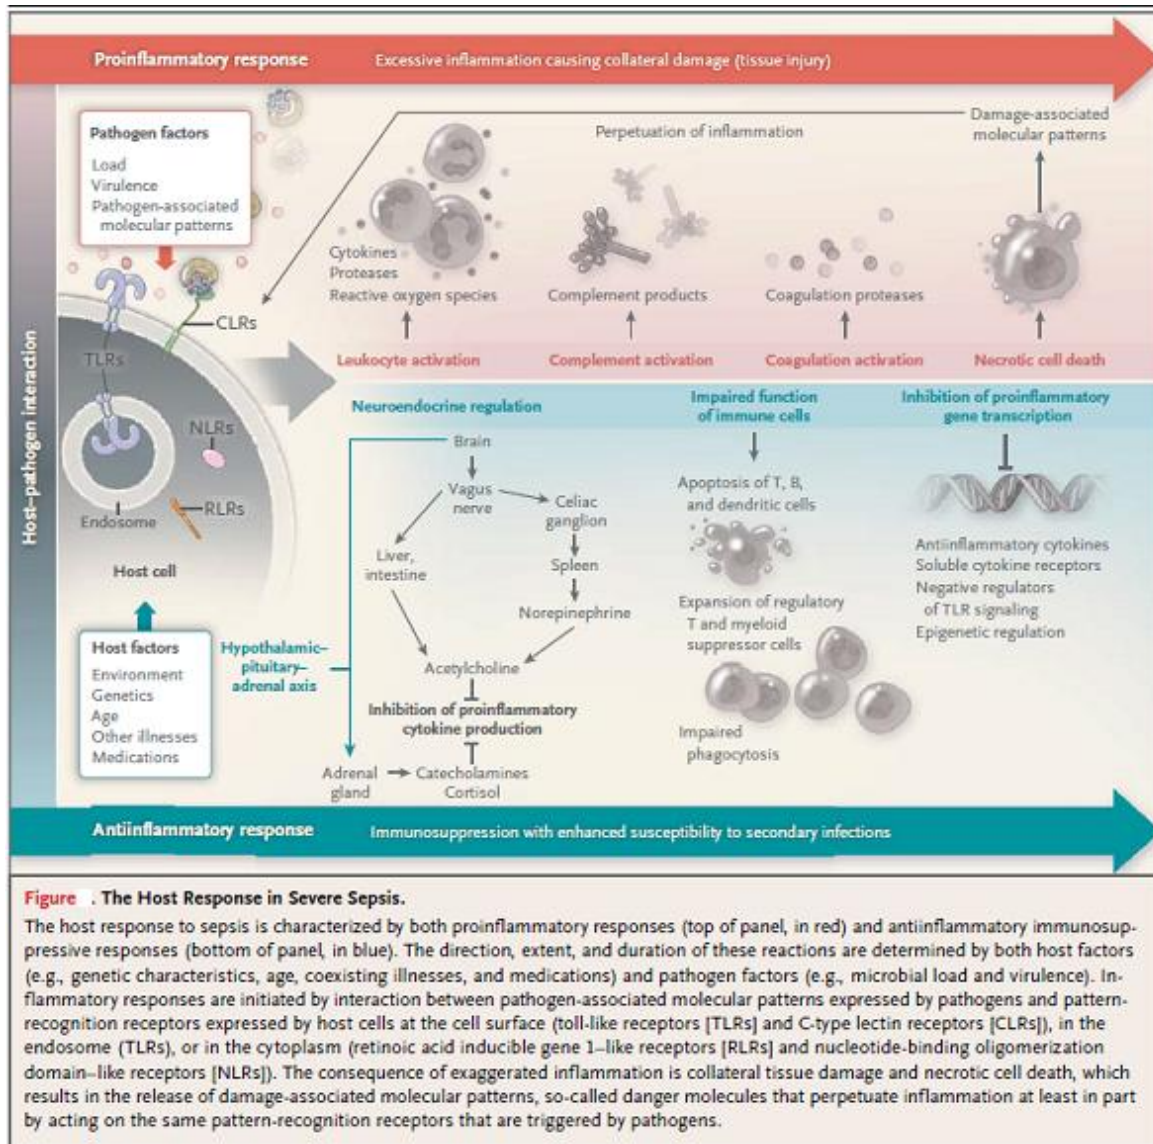 Proinflammatory response
Excessive inflammation causing collateral damage (tissue injury)
Host–pathogen interaction
Pathogen factors
Load
Virulence
Pathogen-associated
molecular patterns
Perpetuation of inflammation
Damage-associated
molecular patterns
Cytokines
Proteases
Reactive oxygen species
Complement products
Coagulation proteases
CLRs
TLRs
Leukocyte activation
Complement activation
Coagulation activation
Necrotic cell death
NLRs
RLRs
Endosome
Host cell
Neuroendocrine regulation
Brain
Vagus
nerve
Celiac
ganglion
Liver,
intestine
Spleen
Norepinephrine
Acetylcholine
Inhibition of proinflammatory
cytokine production
Hypothalamic–
pituitary–
adrenal axis
Adrenal
gland
Catecholamines
Cortisol
Impaired function
of immune cells
Apoptosis of T, B,
and dendritic cells
Expansion of regulatory
T and myeloid
suppressor cells
Impaired
phagocytosis
Inhibition of proinflammatory
gene transcription
Antiinflammatory cytokines
Soluble cytokine receptors
Negative regulators
of TLR signaling
Epigenetic regulation
Host factors
Environment
Genetics
Age
Other illnesses
Medications
Antiinflammatory response
Immunosuppression with enhanced susceptibility to secondary infections
Figure . The Host Response in Severe Sepsis.
The host response to sepsis is characterized by both proinflammatory responses (top of panel, in red) and antiinflammatory immunosup-
pressive responses (bottom of panel, in blue). The direction, extent, and duration of these reactions are determined by both host factors
(e.g., genetic characteristics, age, coexisting illnesses, and medications) and pathogen factors (e.g., microbial load and virulence). In-
flammatory responses are initiated by interaction between pathogen-associated molecular patterns expressed by pathogens and pattern-
recognition receptors expressed by host cells at the cell surface (toll-like receptors [TLRs] and C-type lectin receptors [CLRs]), in the
endosome (TLRs), or in the cytoplasm (retinoic acid inducible gene 1–like receptors [RLRs] and nucleotide-binding oligomerization
domain–like receptors [NLRs]). The consequence of exaggerated inflammation is collateral tissue damage and necrotic cell death, which
results in the release of damage-associated molecular patterns, so-called danger molecules that perpetuate inflammation at least in part
by acting on the same pattern-recognition receptors that are triggered by pathogens.